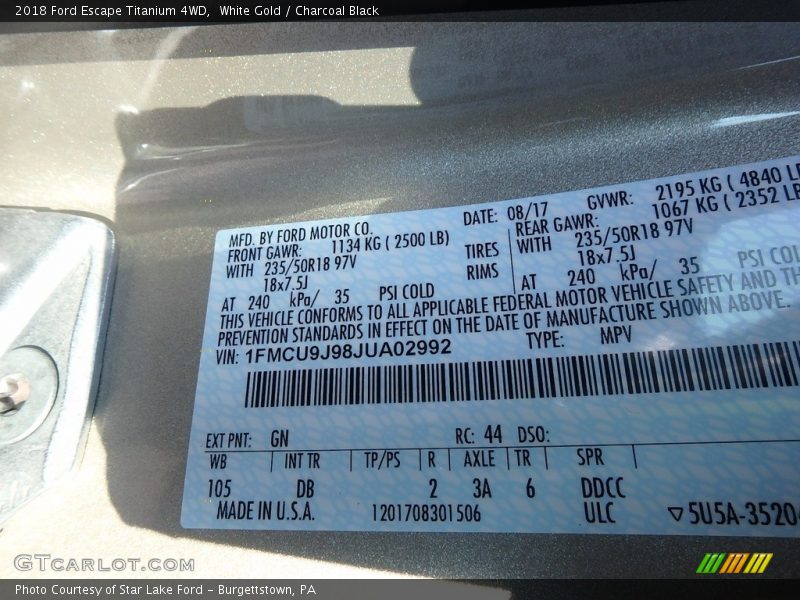 2018 Ford Escape Titanium 4WD, White Gold / Charcoal Black
MFD. BY FORD MOTOR CO. DATE: 08/17 GVWR: 2195 KG ( 4840 LB
FRONT GAWR: 1134 KG ( 2500 LB) REAR GAWR: 1067 KG ( 2352 LB
WITH 235/50R18 97V TIRES WITH 235/50R18 97V
18x7.5J RIMS 18x7.5J
AT 240 kPa/ 35 PSI COLD AT 240 kPa/ 35 PSI COL
THIS VEHICLE CONFORMS TO ALL APPLICABLE FEDERAL MOTOR VEHICLE SAFETY AND TH
PREVENTION STANDARDS IN EFFECT ON THE DATE OF MANUFACTURE SHOWN ABOVE.
VIN: 1FMCU9J98JUA02992 TYPE: MPV
EXT PNT: GN RC: 44 DSO:
WB INT TR TP/PS R AXLE TR SPR
105 DB 2 3A 6 DDCC
MADE IN U.S.A. 1201708301506 ULC ▽5U5A-3520
GTCARLOT.COM
Photo Courtesy of Star Lake Ford - Burgettstown, PA